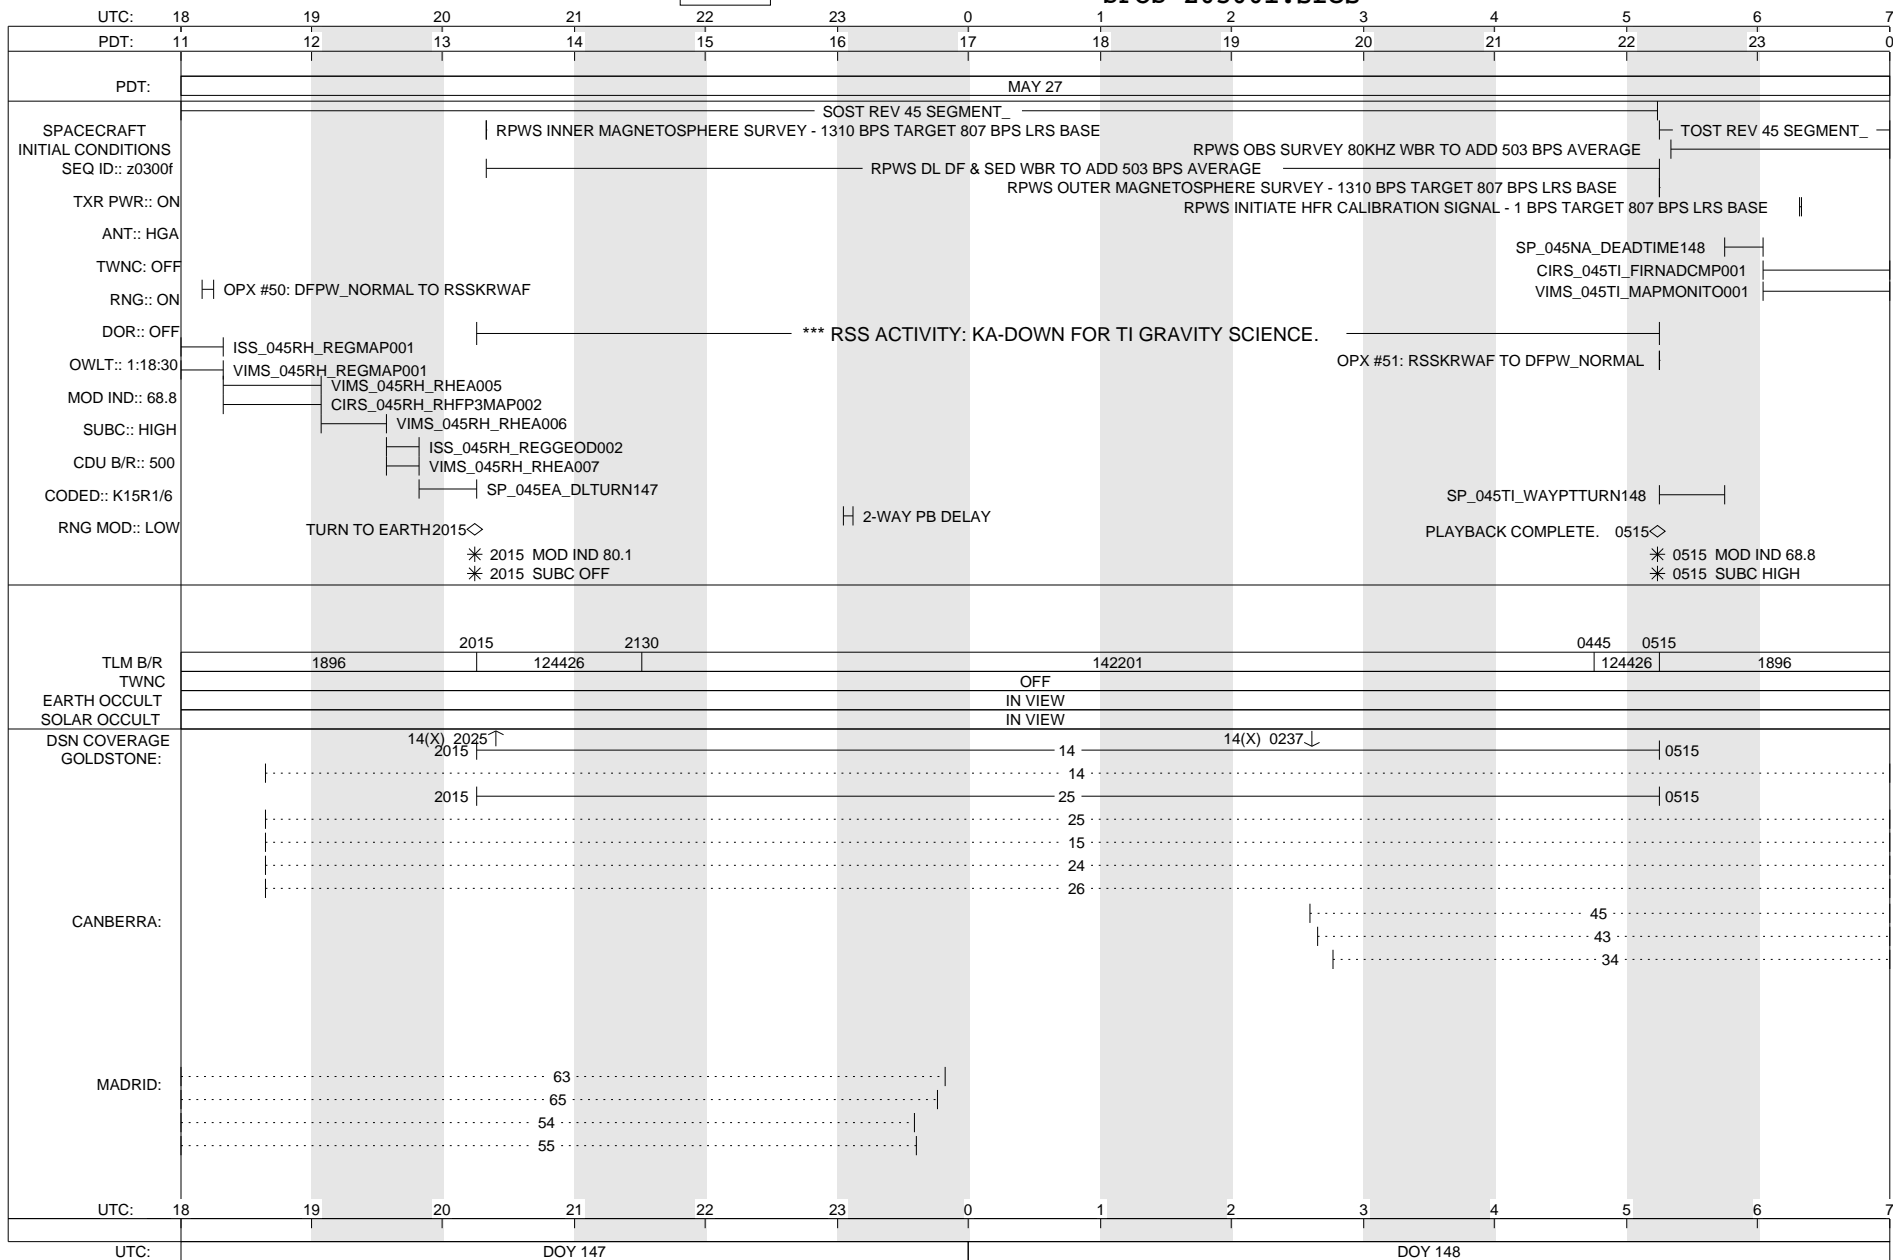 UTC: 18 19 20 21 22 23 0 1 2 3 4 5 6 7
PDT: 11 12 13 14 15 16 17 18 19 20 21 22 23 0
PDT: MAY 27
SOST REV 45 SEGMENT_
SPACECRAFT
INITIAL CONDITIONS
RPWS INNER MAGNETOSPHERE SURVEY - 1310 BPS TARGET 807 BPS LRS BASE
TOST REV 45 SEGMENT_
RPWS OBS SURVEY 80KHZ WBR TO ADD 503 BPS AVERAGE
SEQ ID:: z0300f
RPWS DL DF & SED WBR TO ADD 503 BPS AVERAGE
RPWS OUTER MAGNETOSPHERE SURVEY - 1310 BPS TARGET 807 BPS LRS BASE
TXR PWR:: ON
RPWS INITIATE HFR CALIBRATION SIGNAL - 1 BPS TARGET 807 BPS LRS BASE
ANT:: HGA
SP_045NA_DEADTIME148
TWNC: OFF
CIRS_045TI_FIRNADCMP001
OPX #50: DFPW_NORMAL TO RSSKRWAF
VIMS_045TI_MAPMONITO001
RNG:: ON
DOR:: OFF
*** RSS ACTIVITY: KA-DOWN FOR TI GRAVITY SCIENCE.
ISS_045RH_REGMAP001
OPX #51: RSSKRWAF TO DFPW_NORMAL
OWLT:: 1:18:30
VIMS_045RH_REGMAP001
VIMS_045RH_RHEA005
MOD IND:: 68.8
CIRS_045RH_RHFP3MAP002
VIMS_045RH_RHEA006
SUBC:: HIGH
ISS_045RH_REGGEOD002
CDU B/R:: 500
VIMS_045RH_RHEA007
SP_045EA_DLTURN147
CODED:: K15R1/6
SP_045TI_WAYPTTURN148
2-WAY PB DELAY
RNG MOD:: LOW
TURN TO EARTH2015
PLAYBACK COMPLETE. 0515
2015 MOD IND 80.1
0515 MOD IND 68.8
2015 SUBC OFF
0515 SUBC HIGH
2015 2130 0445 0515
TLM B/R 1896 124426 142201 124426 1896
TWNC OFF
EARTH OCCULT IN VIEW
SOLAR OCCULT IN VIEW
DSN COVERAGE
14(X) 2025 14(X) 0237
GOLDSTONE: 2015 14 0515
14
2015 25 0515
25
15
24
26
CANBERRA: 45
43
34
MADRID: 63
65
54
55
UTC: 18 19 20 21 22 23 0 1 2 3 4 5 6 7
UTC: DOY 147 DOY 148